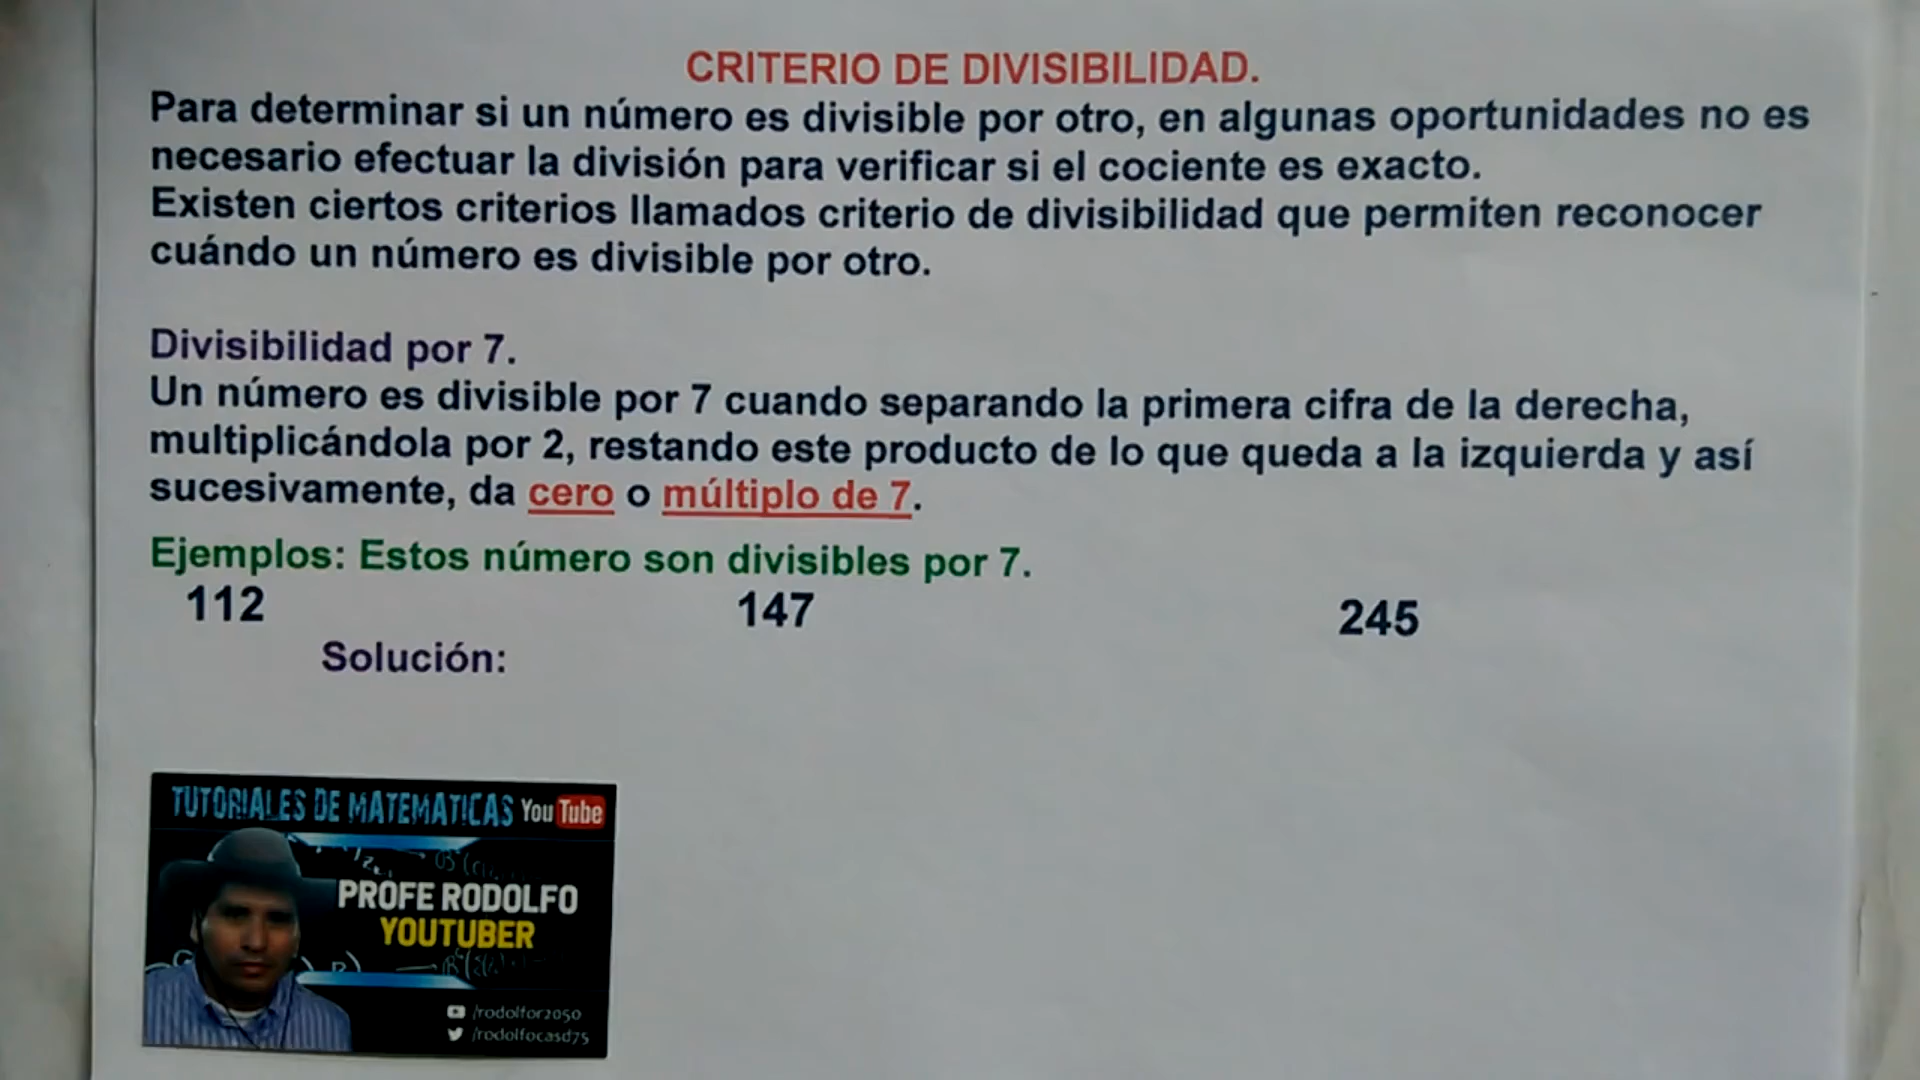 CRITERIO DE DIVISIBILIDAD.
Para determinar si un número es divisible por otro, en algunas oportunidades no es
necesario efectuar la división para verificar si el cociente es exacto.
Existen ciertos criterios llamados criterio de divisibilidad que permiten reconocer
cuándo un número es divisible por otro.
Divisibilidad por 7.
Un número es divisible por 7 cuando separando la primera cifra de la derecha,
multiplicándola por 2, restando este producto de lo que queda a la izquierda y así
sucesivamente, da cero o múltiplo de 7.
Ejemplos: Estos número son divisibles por 7.
112 147 245
Solución:
TUTORIALES DE MATEMATICAS YouTube
PROFE RODOLFO
YOUTUBER
/rodolfor2050
/rodolfocasd75